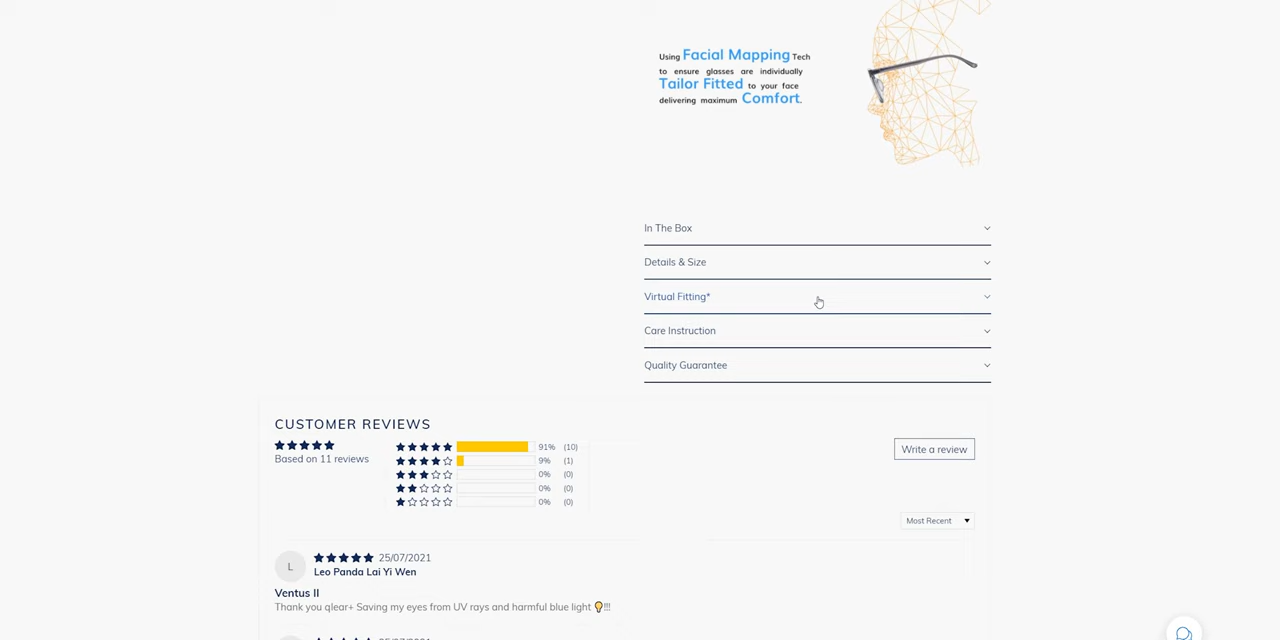 Using Facial Mapping Tech
to ensure glasses are individually
Tailor Fitted to your face
delivering maximum Comfort.
In The Box
Details & Size
Virtual Fitting*
Care Instruction
Quality Guarantee
CUSTOMER REVIEWS
Based on 11 reviews
91% (10)
9% (1)
0% (0)
0% (0)
0% (0)
Write a review
Most Recent
L
25/07/2021
Leo Panda Lai Yi Wen
Ventus II
Thank you qlear+ Saving my eyes from UV rays and harmful blue light 💡!!!